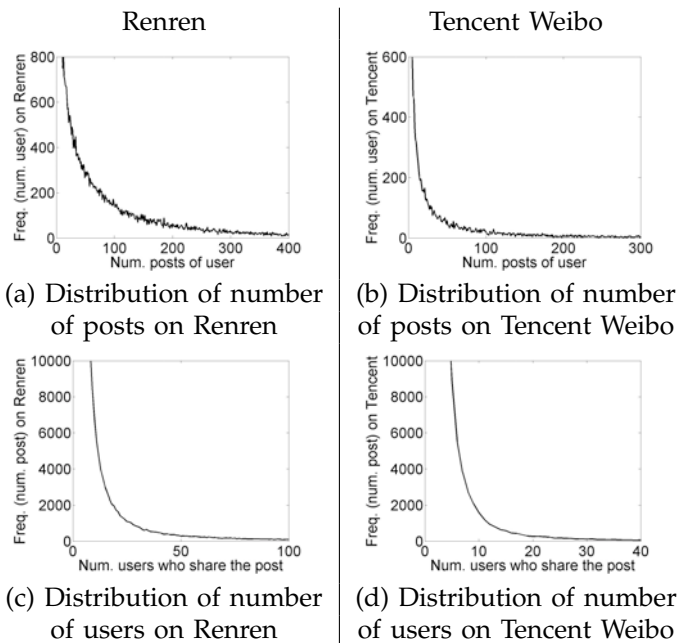 Renren
Tencent Weibo
Freq. (num. user) on Renren
800
600
400
200
0
0 100 200 300 400
Num. posts of user
Freq. (num. user) on Tencent
600
400
200
0
0 100 200 300
Num. posts of user
(a) Distribution of number
of posts on Renren
(b) Distribution of number
of posts on Tencent Weibo
Freq. (num. post) on Renren
10000
8000
6000
4000
2000
0
0 50 100
Num. users who share the post
Freq. (num. post) on Tencent
10000
8000
6000
4000
2000
0
0 10 20 30 40
Num. users who share the post
(c) Distribution of number
of users on Renren
(d) Distribution of number
of users on Tencent Weibo